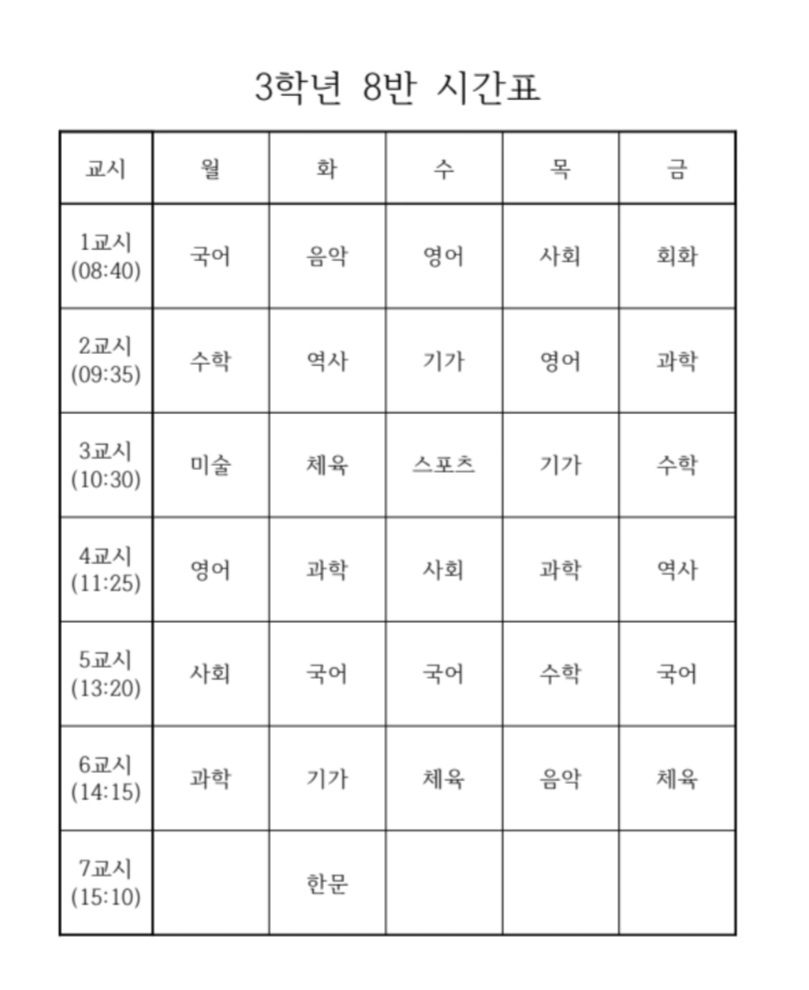 3학년 8반 시간표
교시 월 화 수 목 금
1교시
(08:40) 국어 음악 영어 사회 회화
2교시
(09:35) 수학 역사 기가 영어 과학
3교시
(10:30) 미술 체육 스포츠 기가 수학
4교시
(11:25) 영어 과학 사회 과학 역사
5교시
(13:20) 사회 국어 국어 수학 국어
6교시
(14:15) 과학 기가 체육 음악 체육
7교시
(15:10) 한문